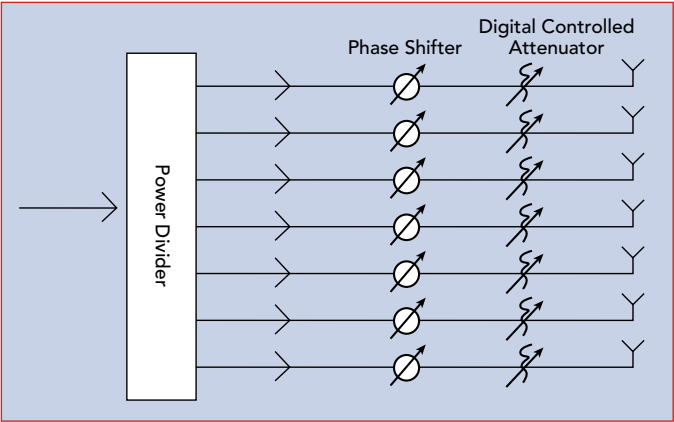 Phase Shifter
Digital Controlled
Attenuator
Power Divider